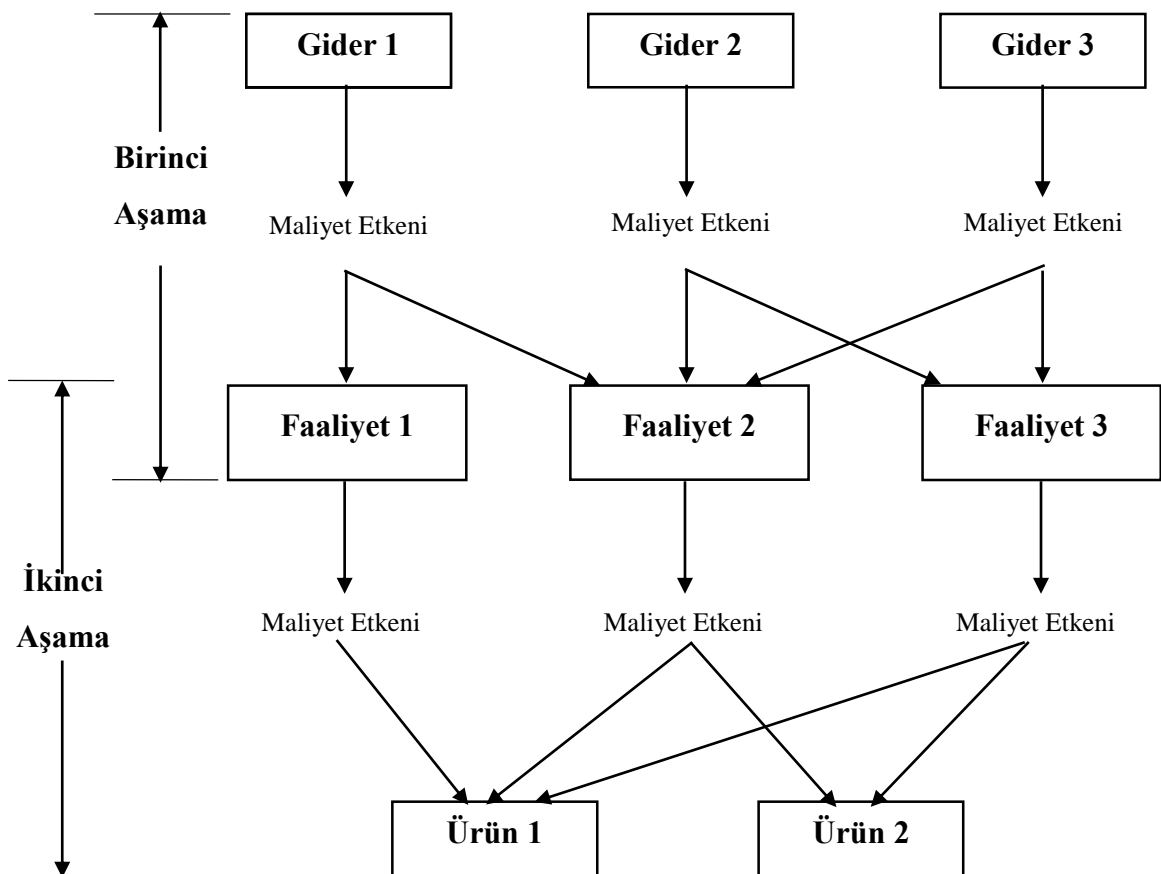 Gider 1
Gider 2
Gider 3
Birinci
Aşama
Maliyet Etkeni
Maliyet Etkeni
Maliyet Etkeni
Faaliyet 1
Faaliyet 2
Faaliyet 3
İkinci
Aşama
Maliyet Etkeni
Maliyet Etkeni
Maliyet Etkeni
Ürün 1
Ürün 2